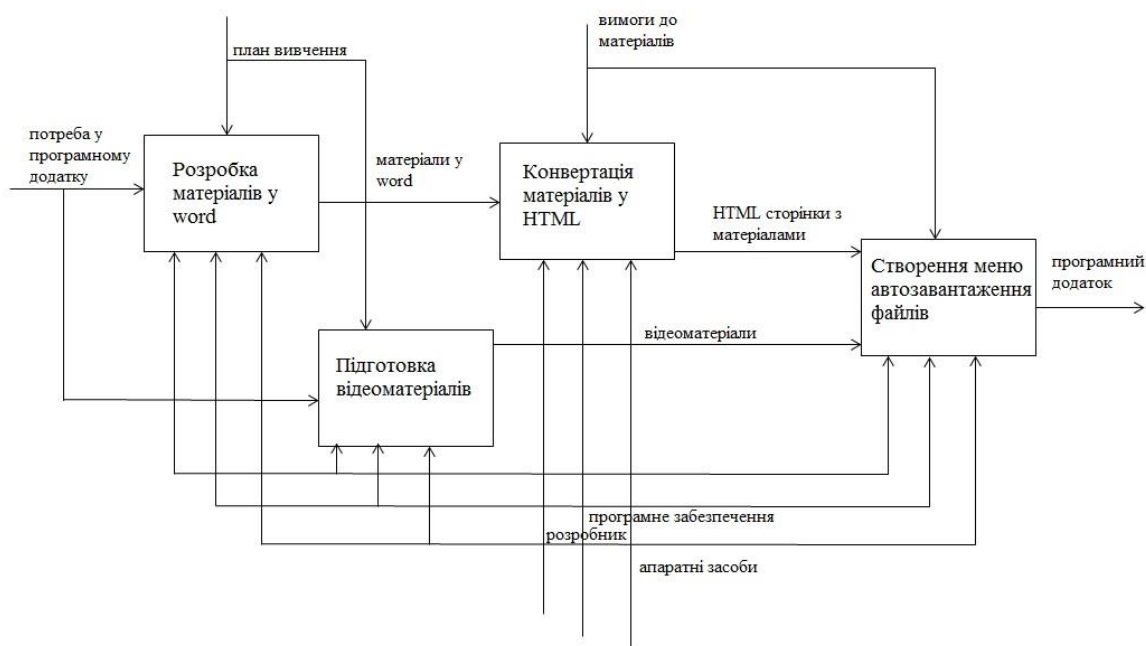 план вивчення
вимоги до
матеріалів
потреба у
програмному
додатку
Розробка
матеріалів у
word
матеріали у
word
Конвертація
матеріалів у
HTML
HTML сторінки з
матеріалами
Створення меню
автозавантаження
файлів
програмний
додаток
відеоматеріали
Підготовка
відеоматеріалів
програмне забезпечення
розробник
апаратні засоби